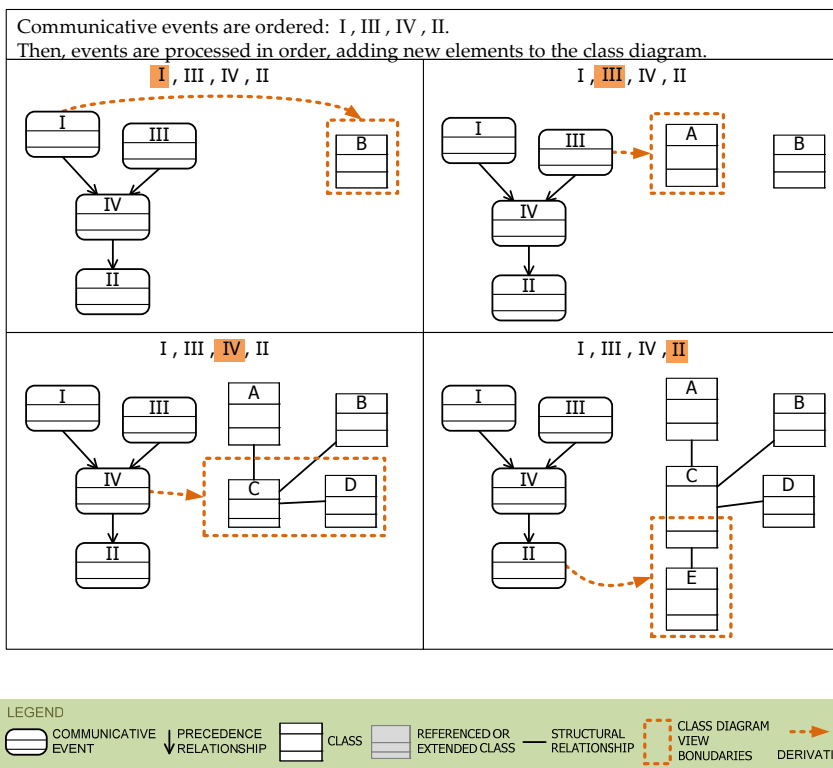 Communicative events are ordered: I , III , IV , II.
Then, events are processed in order, adding new elements to the class diagram.
I , III , IV , II
I
III
B
IV
II
I , III , IV , II
I
III
A
B
IV
II
I , III , IV , II
I
III
A
B
IV
C
D
II
I , III , IV , II
I
III
A
B
IV
C
D
II
E
LEGEND
COMMUNICATIVE
EVENT
PRECEDENCE
RELATIONSHIP
CLASS
REFERENCED OR
EXTENDED CLASS
STRUCTURAL
RELATIONSHIP
CLASS DIAGRAM
VIEW
BONUDARIES
DERIVATI